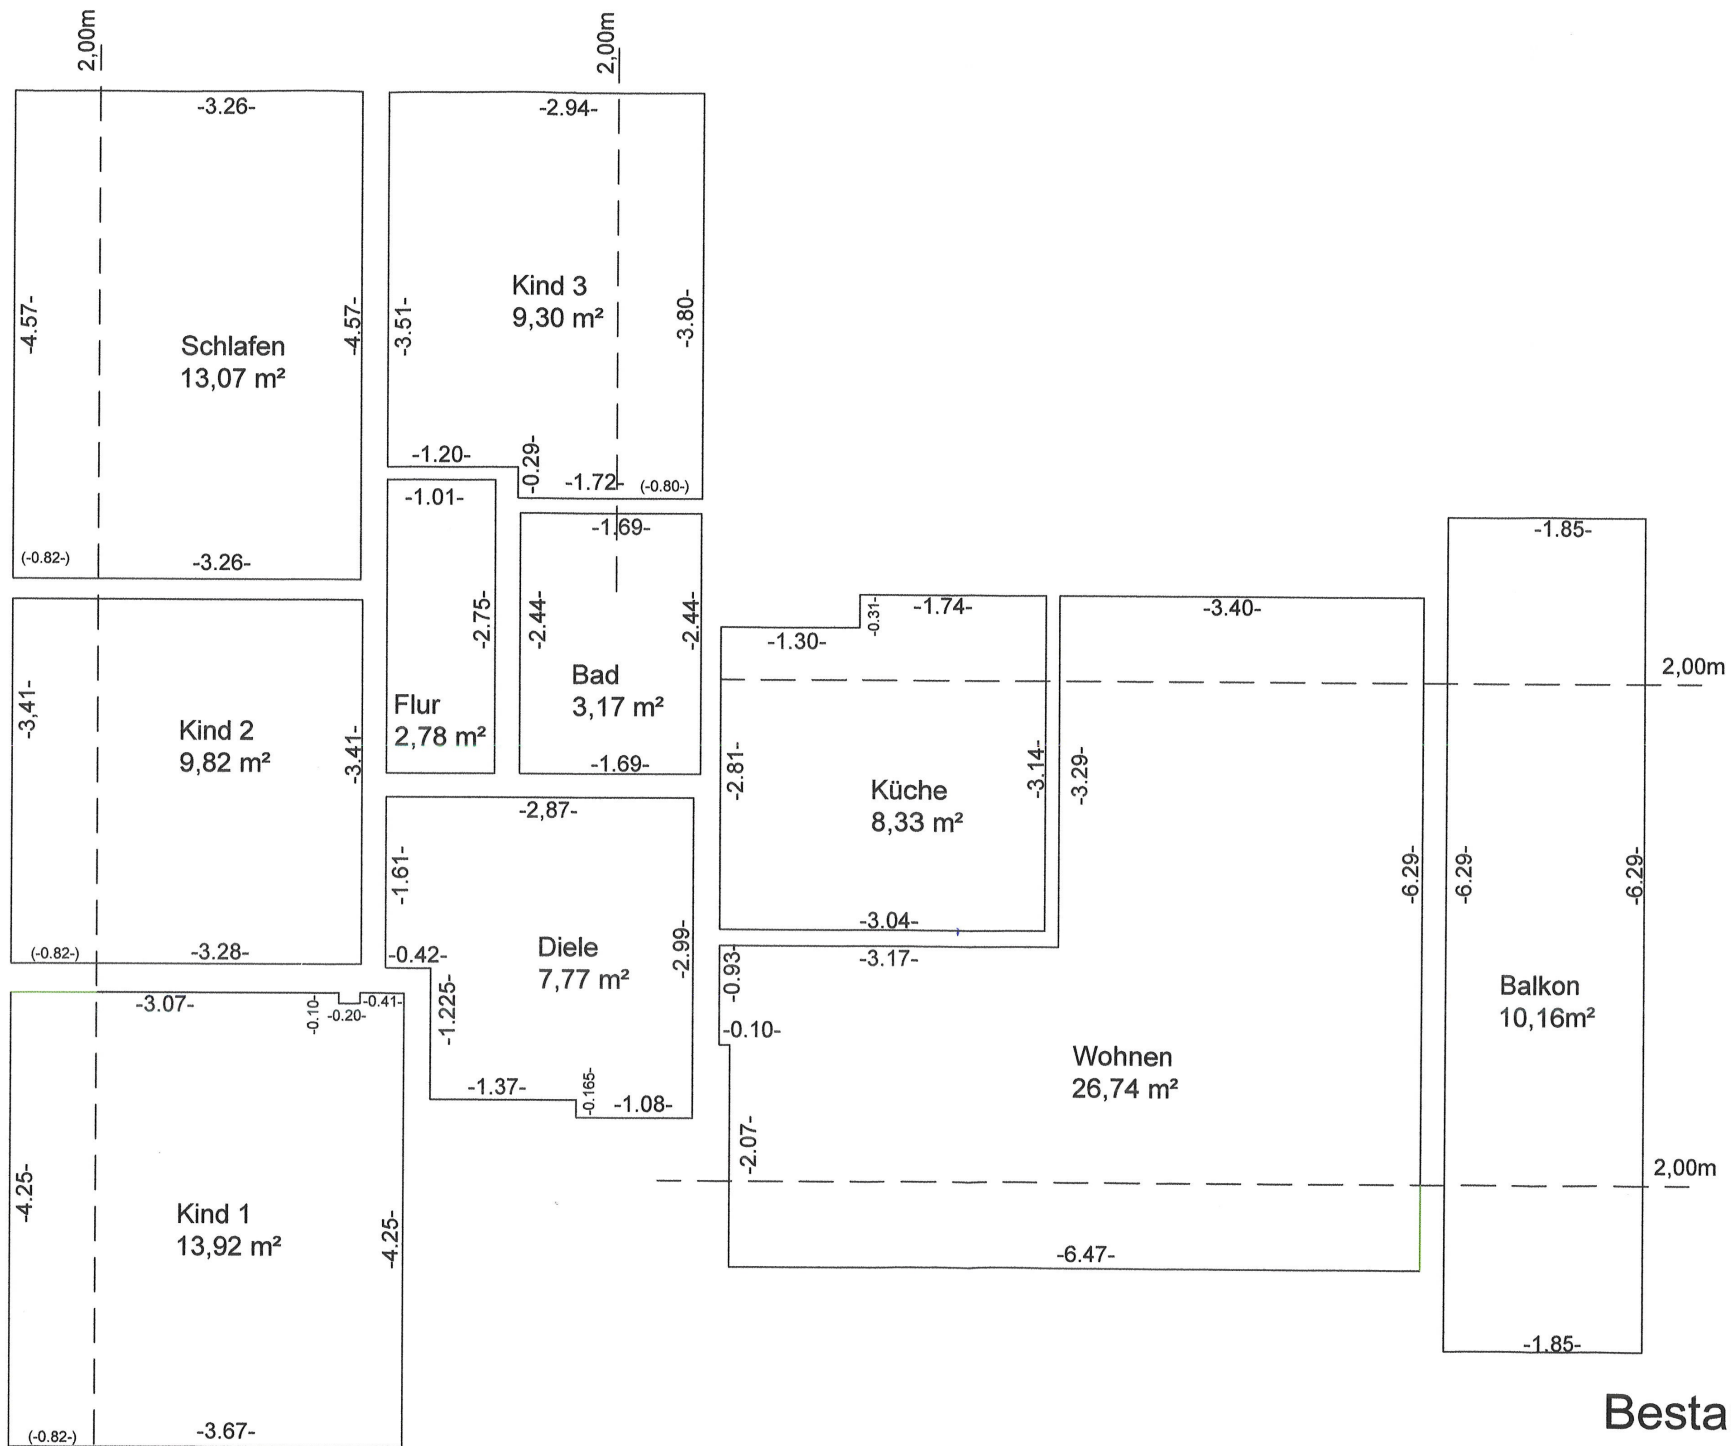 2,00m
2,00m
-3.26-
-2.94-
-4.57-
-4.57-
Schlafen
13,07 m²
(-0.82-)
-3.26-
-3.51-
Kind 3
9,30 m²
-3.80-
-1.20-
-0.29-
-1.72-
(-0.80-)
-1.01-
-2.75-
Flur
2,78 m²
-1.69-
-2.44-
-2.44-
Bad
3,17 m²
-1.69-
-3,41-
-3.41-
Kind 2
9,82 m²
(-0.82-)
-3.28-
-2,87-
-1.61-
-0.42-
-1.225-
Diele
7,77 m²
-2.99-
-1.37-
-0.165-
-1.08-
-3.07-
-0.10-
-0.20-
-0.41-
-4.25-
-4.25-
Kind 1
13,92 m²
(-0.82-)
-3.67-
-1.30-
-0.31-
-1.74-
-2.81-
-3.14-
Küche
8,33 m²
-3.04-
-3.40-
-3.29-
-3.17-
-0.93-
-0.10-
-2.07-
-6.29-
Wohnen
26,74 m²
-6.47-
-1.85-
2,00m
-6.29-
-6.29-
Balkon
10,16m²
2,00m
-1.85-
Besta